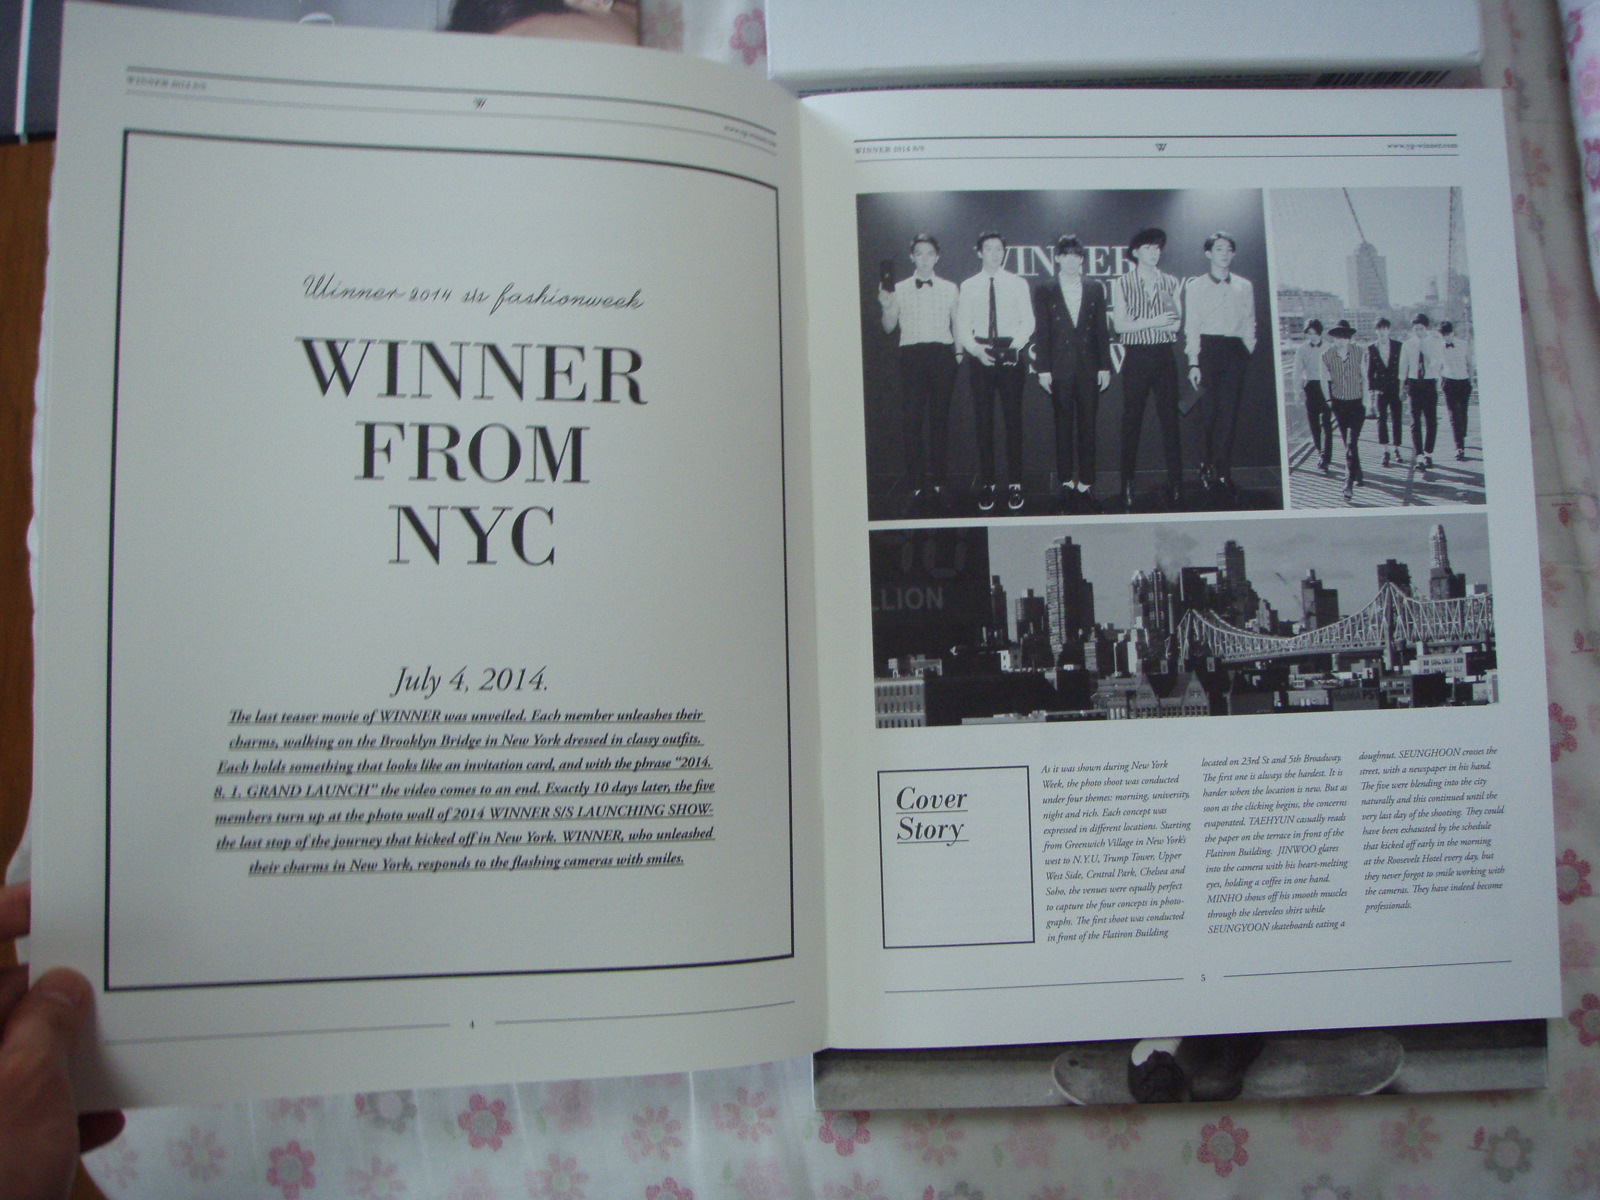 WINNER 2014 S/S
W
www.yg-winner.com
Winner 2014 s/s fashionweek
WINNER
FROM
NYC
July 4, 2014.
The last teaser movie of WINNER was unveiled. Each member unleashes their
charms, walking on the Brooklyn Bridge in New York dressed in classy outfits.
Each holds something that looks like an invitation card, and with the phrase "2014.
8. 1. GRAND LAUNCH" the video comes to an end. Exactly 10 days later, the five
members turn up at the photo wall of 2014 WINNER S/S LAUNCHING SHOW-
the last stop of the journey that kicked off in New York. WINNER, who unleashed
their charms in New York, responds to the flashing cameras with smiles.
4
WINNER 2014 S/S
W
www.yg-winner.com
WINNER
LLION
Cover
Story
As it was shown during New York
Week, the photo shoot was conducted
under four themes: morning, university,
night and rich. Each concept was
expressed in different locations. Starting
from Greenwich Village in New York's
west to N.Y.U, Trump Tower, Upper
West Side, Central Park, Chelsea and
Soho, the venues were equally perfect
to capture the four concepts in photo-
graphs. The first shoot was conducted
in front of the Flatiron Building
located on 23rd St and 5th Broadway.
The first one is always the hardest. It is
harder when the location is new. But as
soon as the clicking begins, the concerns
evaporated. TAEHYUN casually reads
the paper on the terrace in front of the
Flatiron Building. JINWOO glares
into the camera with his heart-melting
eyes, holding a coffee in one hand.
MINHO shows off his smooth muscles
through the sleeveless shirt while
SEUNGYOON skateboards eating a
doughnut. SEUNGHOON crosses the
street, with a newspaper in his hand.
The five were blending into the city
naturally and this continued until the
very last day of the shooting. They could
have been exhausted by the schedule
that kicked off early in the morning
at the Roosevelt Hotel every day, but
they never forgot to smile working with
the cameras. They have indeed become
professionals.
5